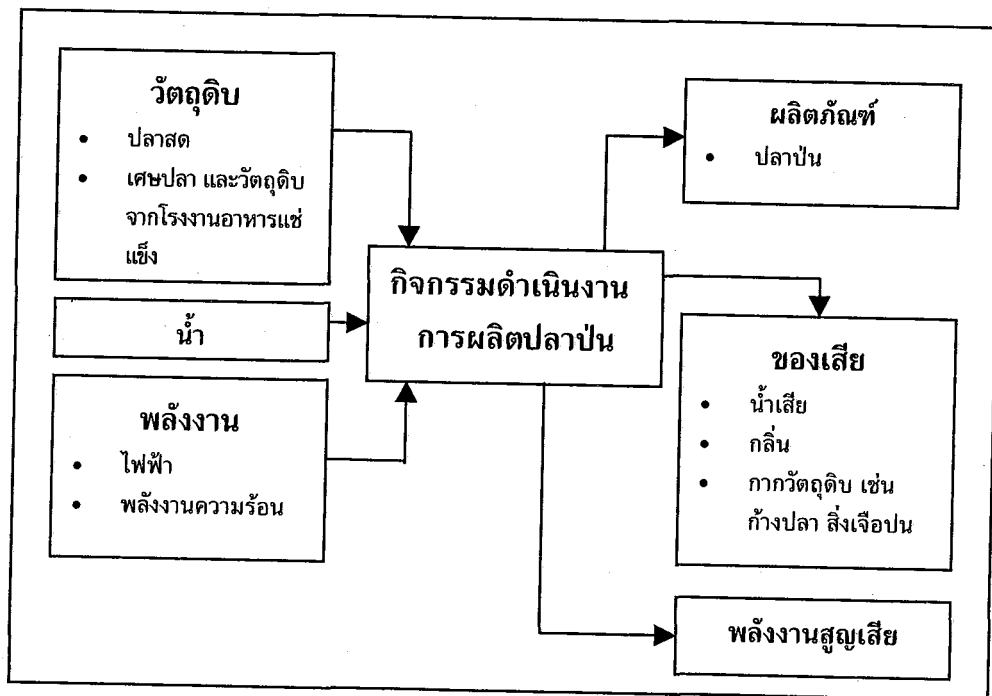 วัตถุดิบ
• ปลาสด
• เศษปลา และวัตถุดิบ
จากโรงงานอาหารแช่
แข็ง
น้ำ
พลังงาน
• ไฟฟ้า
• พลังงานความร้อน
กิจกรรมดำเนินงาน
การผลิตปลาป่น
ผลิตภัณฑ์
• ปลาป่น
ของเสีย
• น้ำเสีย
• กลิ่น
• กากวัตถุดิบ เช่น
ก้างปลา สิ่งเจือปน
พลังงานสูญเสีย